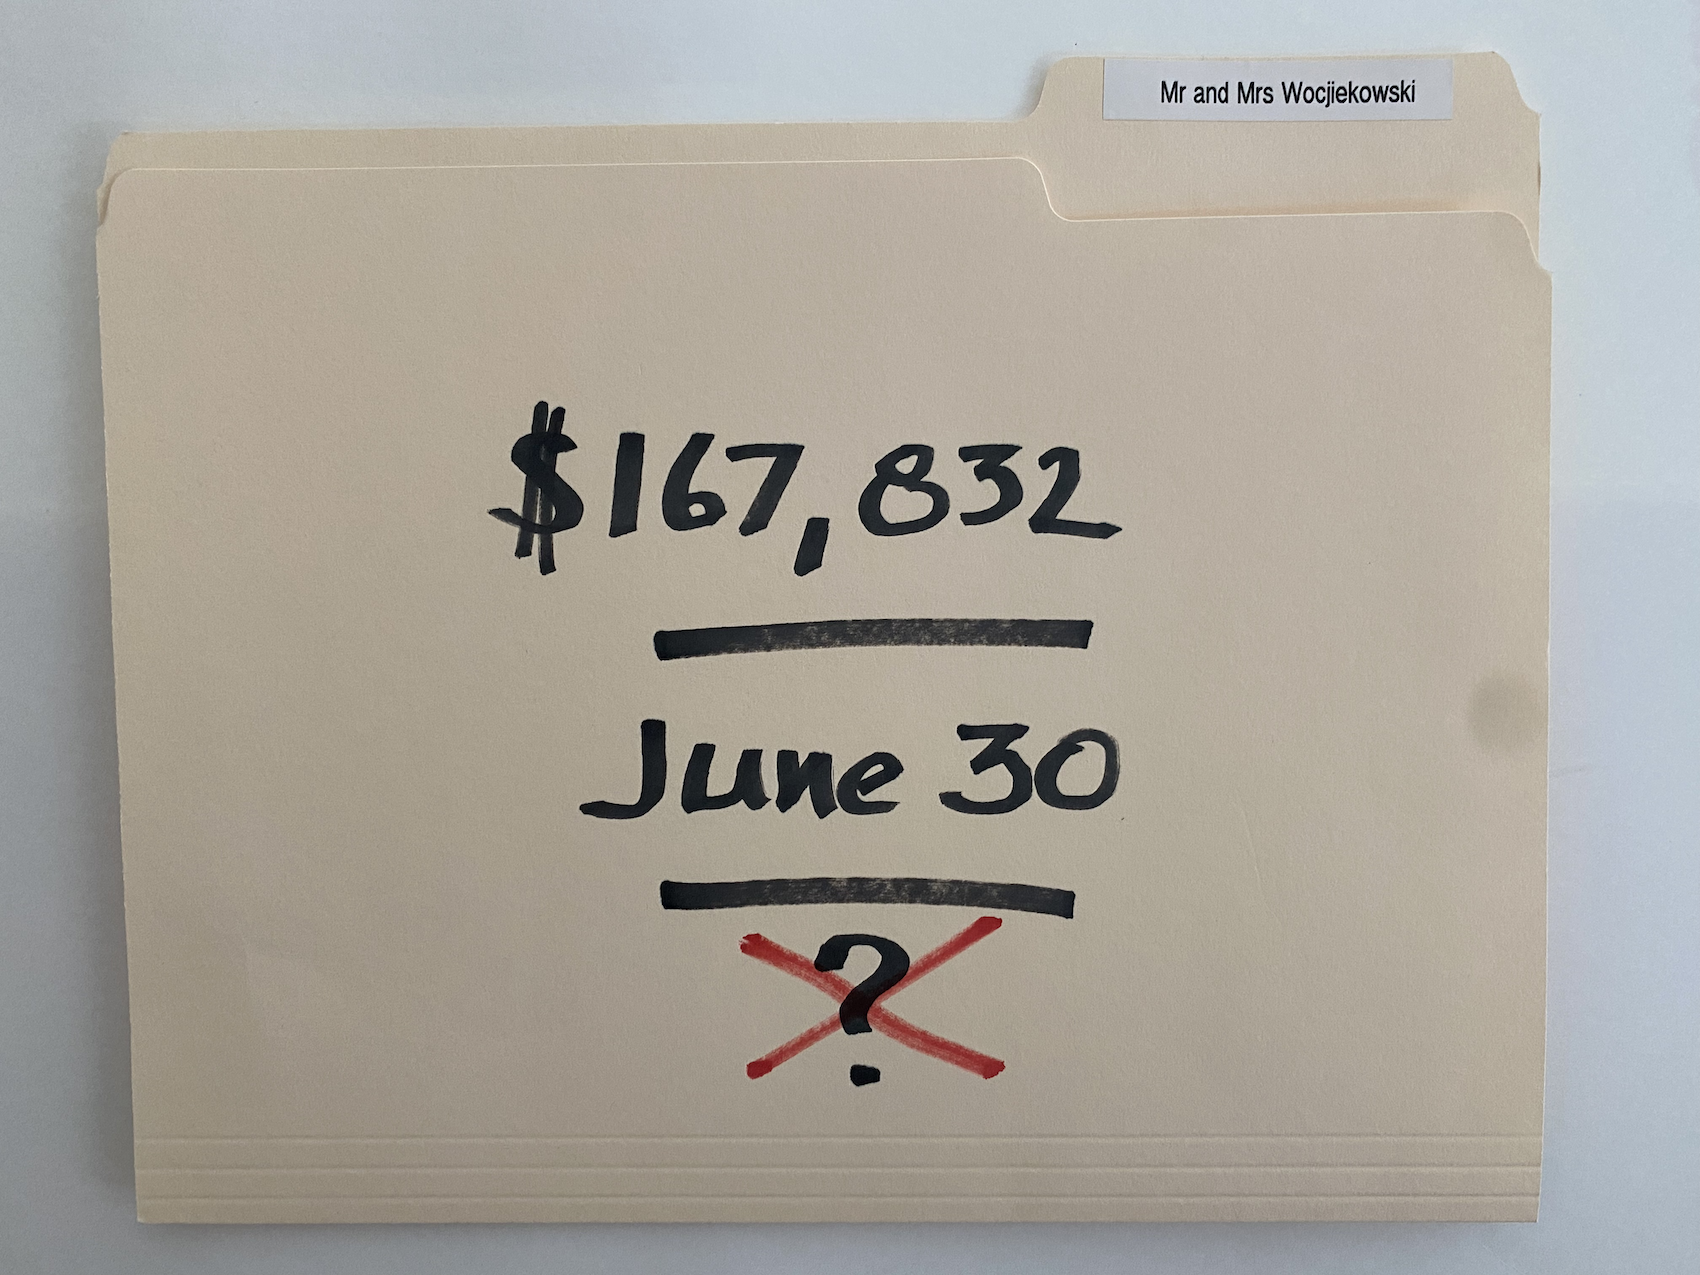 Mr and Mrs Wocjiekowski
$167,832
June 30
?